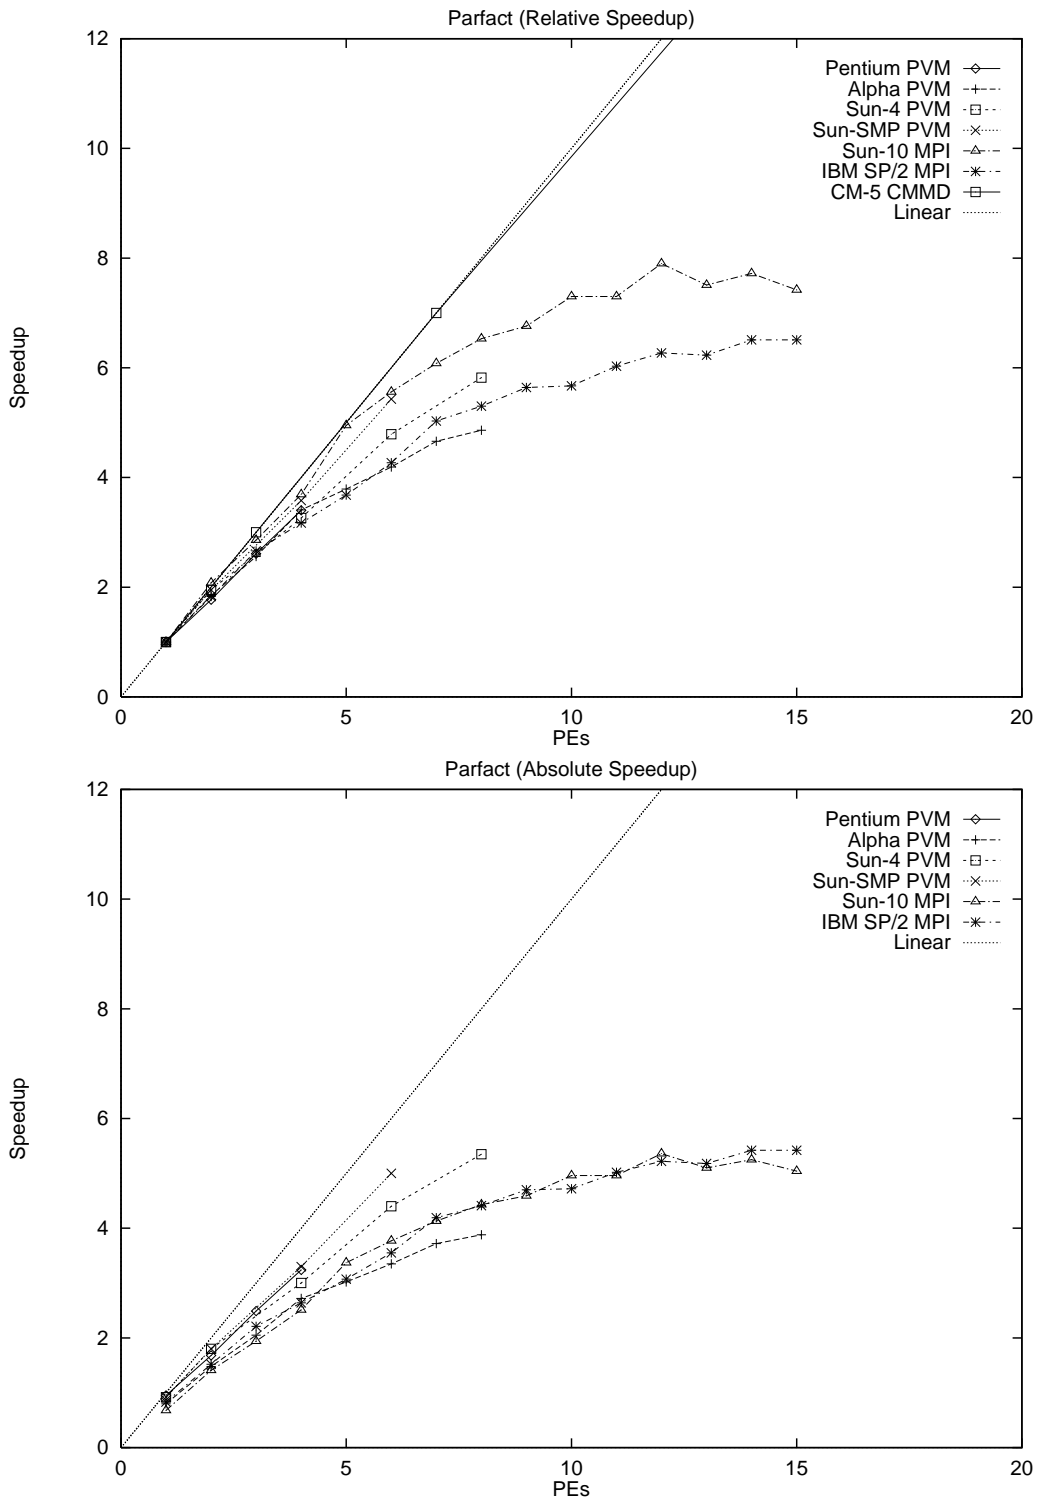 Parfact (Relative Speedup)
12
10
8
6
4
2
0
Speedup
Pentium PVM
Alpha PVM
Sun-4 PVM
Sun-SMP PVM
Sun-10 MPI
IBM SP/2 MPI
CM-5 CMMD
Linear
0 5 10 15 20
PEs
Parfact (Absolute Speedup)
12
10
8
6
4
2
0
Speedup
Pentium PVM
Alpha PVM
Sun-4 PVM
Sun-SMP PVM
Sun-10 MPI
IBM SP/2 MPI
Linear
0 5 10 15 20
PEs